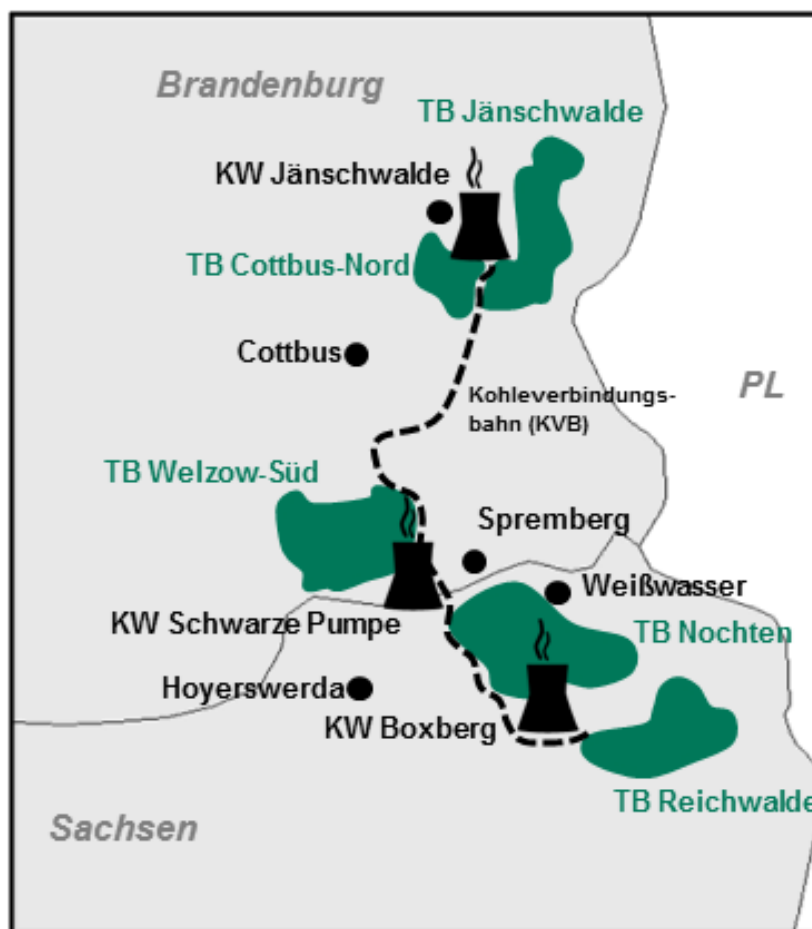 Brandenburg
TB Jänschwalde
KW Jänschwalde
TB Cottbus-Nord
Cottbus
PL
Kohleverbindungs-
bahn (KVB)
TB Welzow-Süd
Spremberg
Weißwasser
KW Schwarze Pumpe
TB Nochten
Hoyerswerda
KW Boxberg
TB Reichwalde
Sachsen